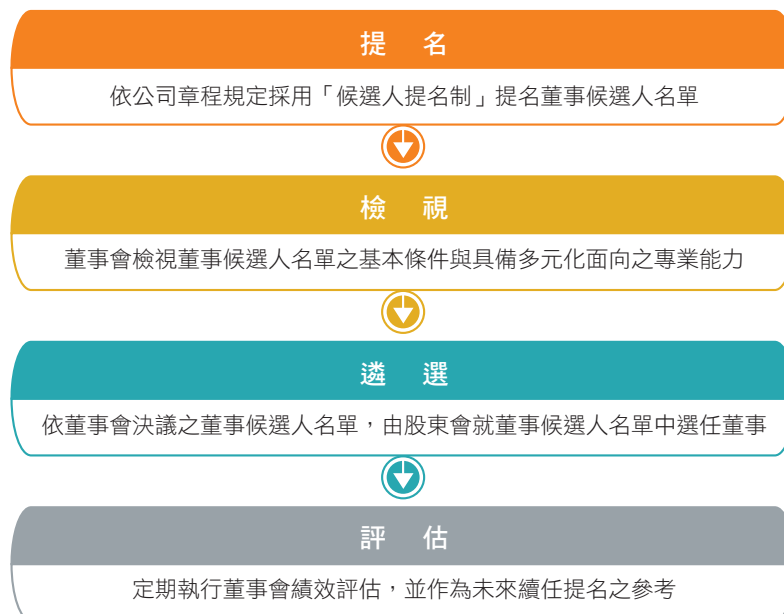 提 名
依公司章程規定採用「候選人提名制」提名董事候選人名單
檢 視
董事會檢視董事候選人名單之基本條件與具備多元化面向之專業能力
遴 選
依董事會決議之董事候選人名單，由股東會就董事候選人名單中選任董事
評 估
定期執行董事會績效評估，並作為未來續任提名之參考